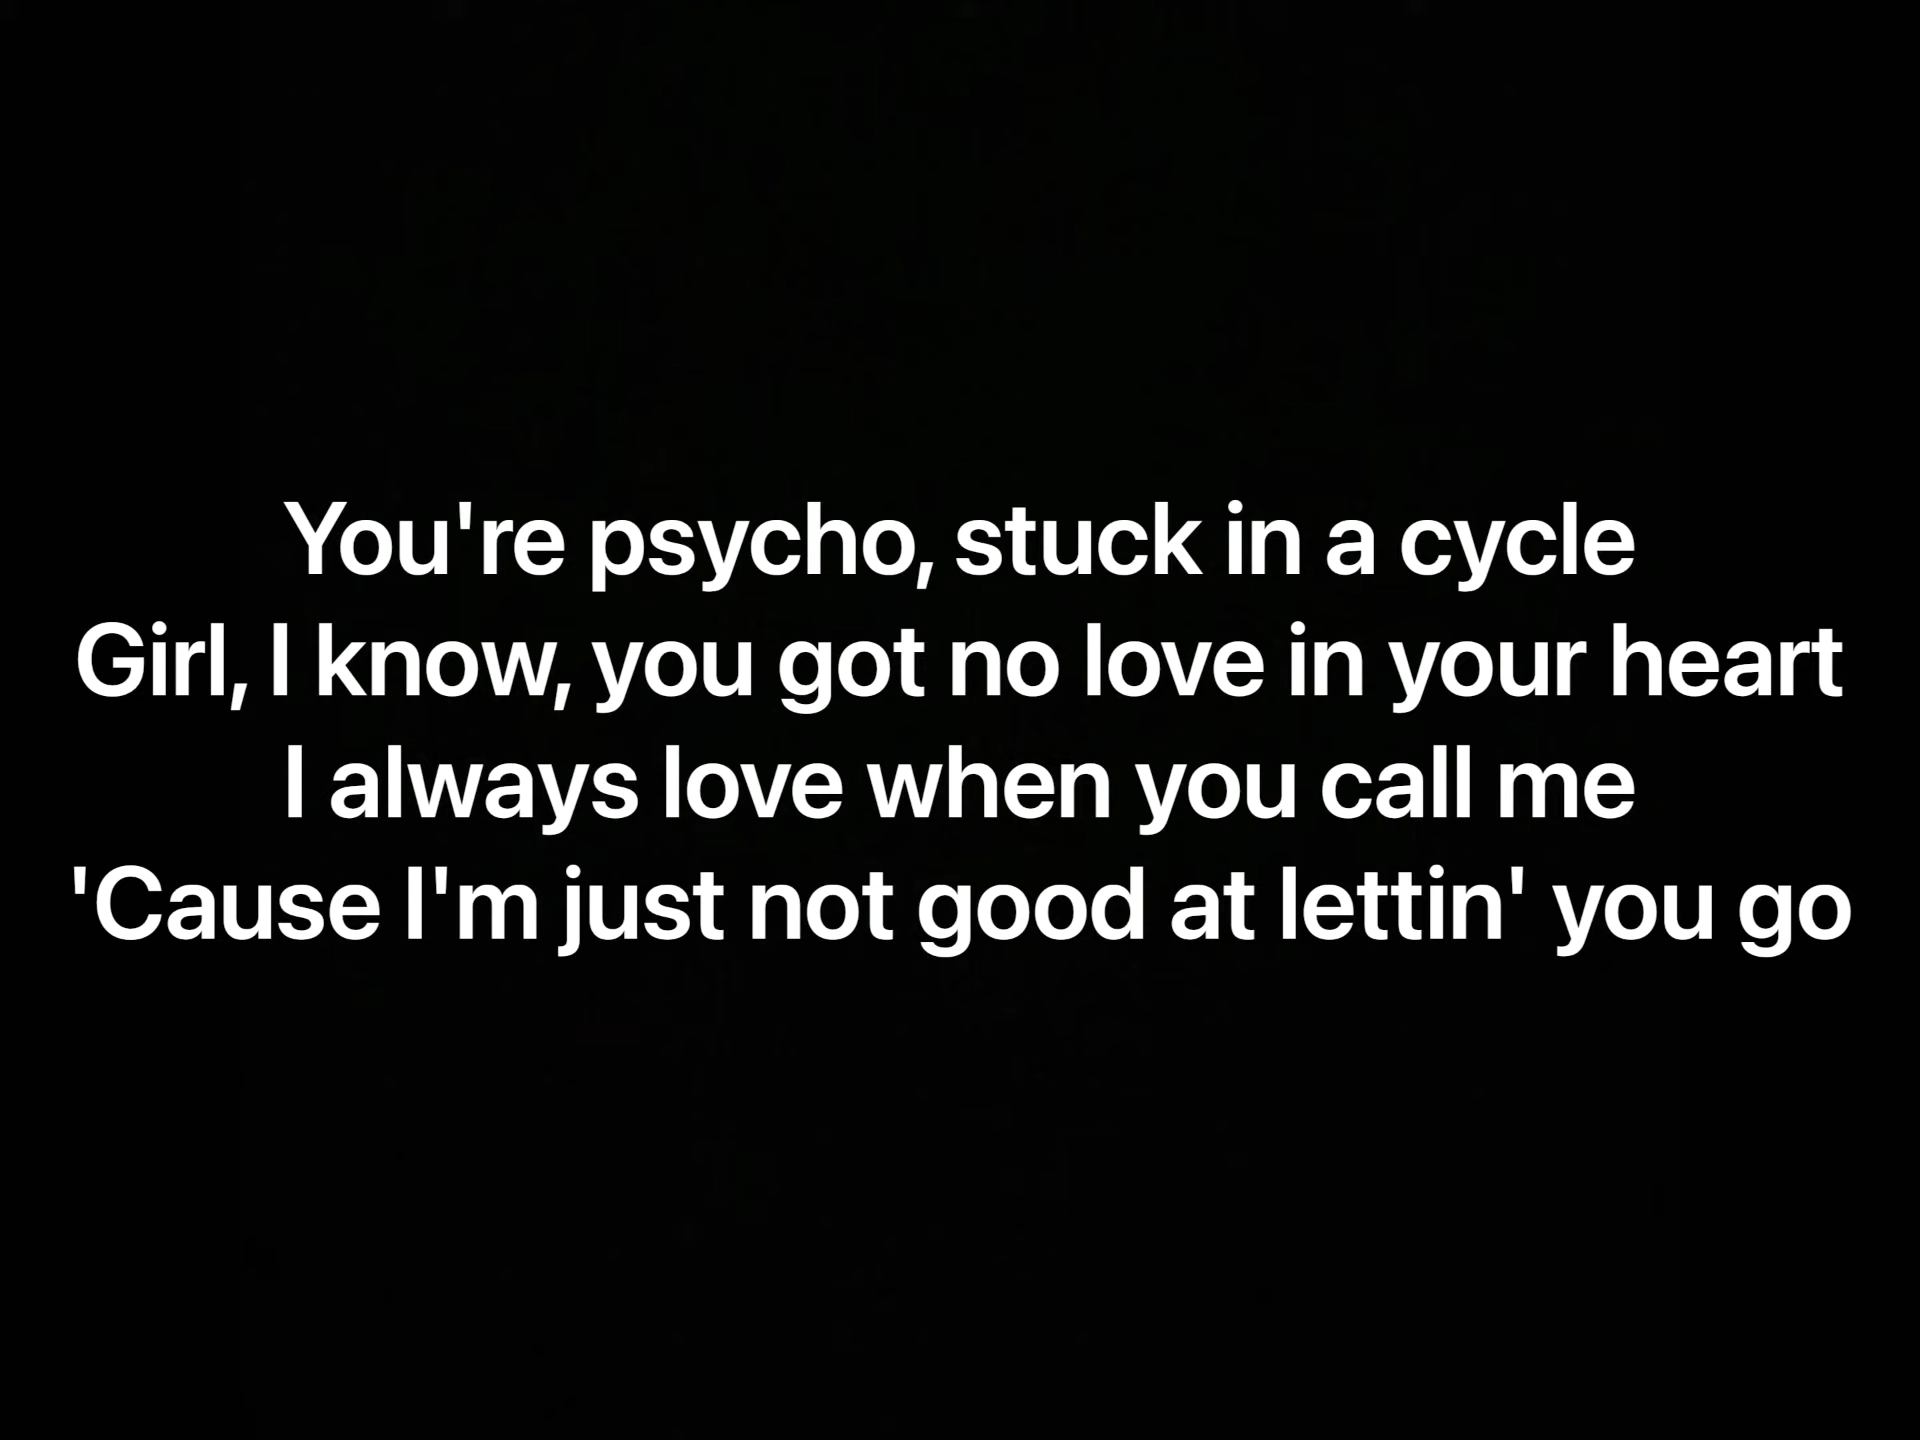 You're psycho, stuck in a cycle
Girl, I know, you got no love in your heart
I always love when you call me
'Cause I'm just not good at lettin' you go